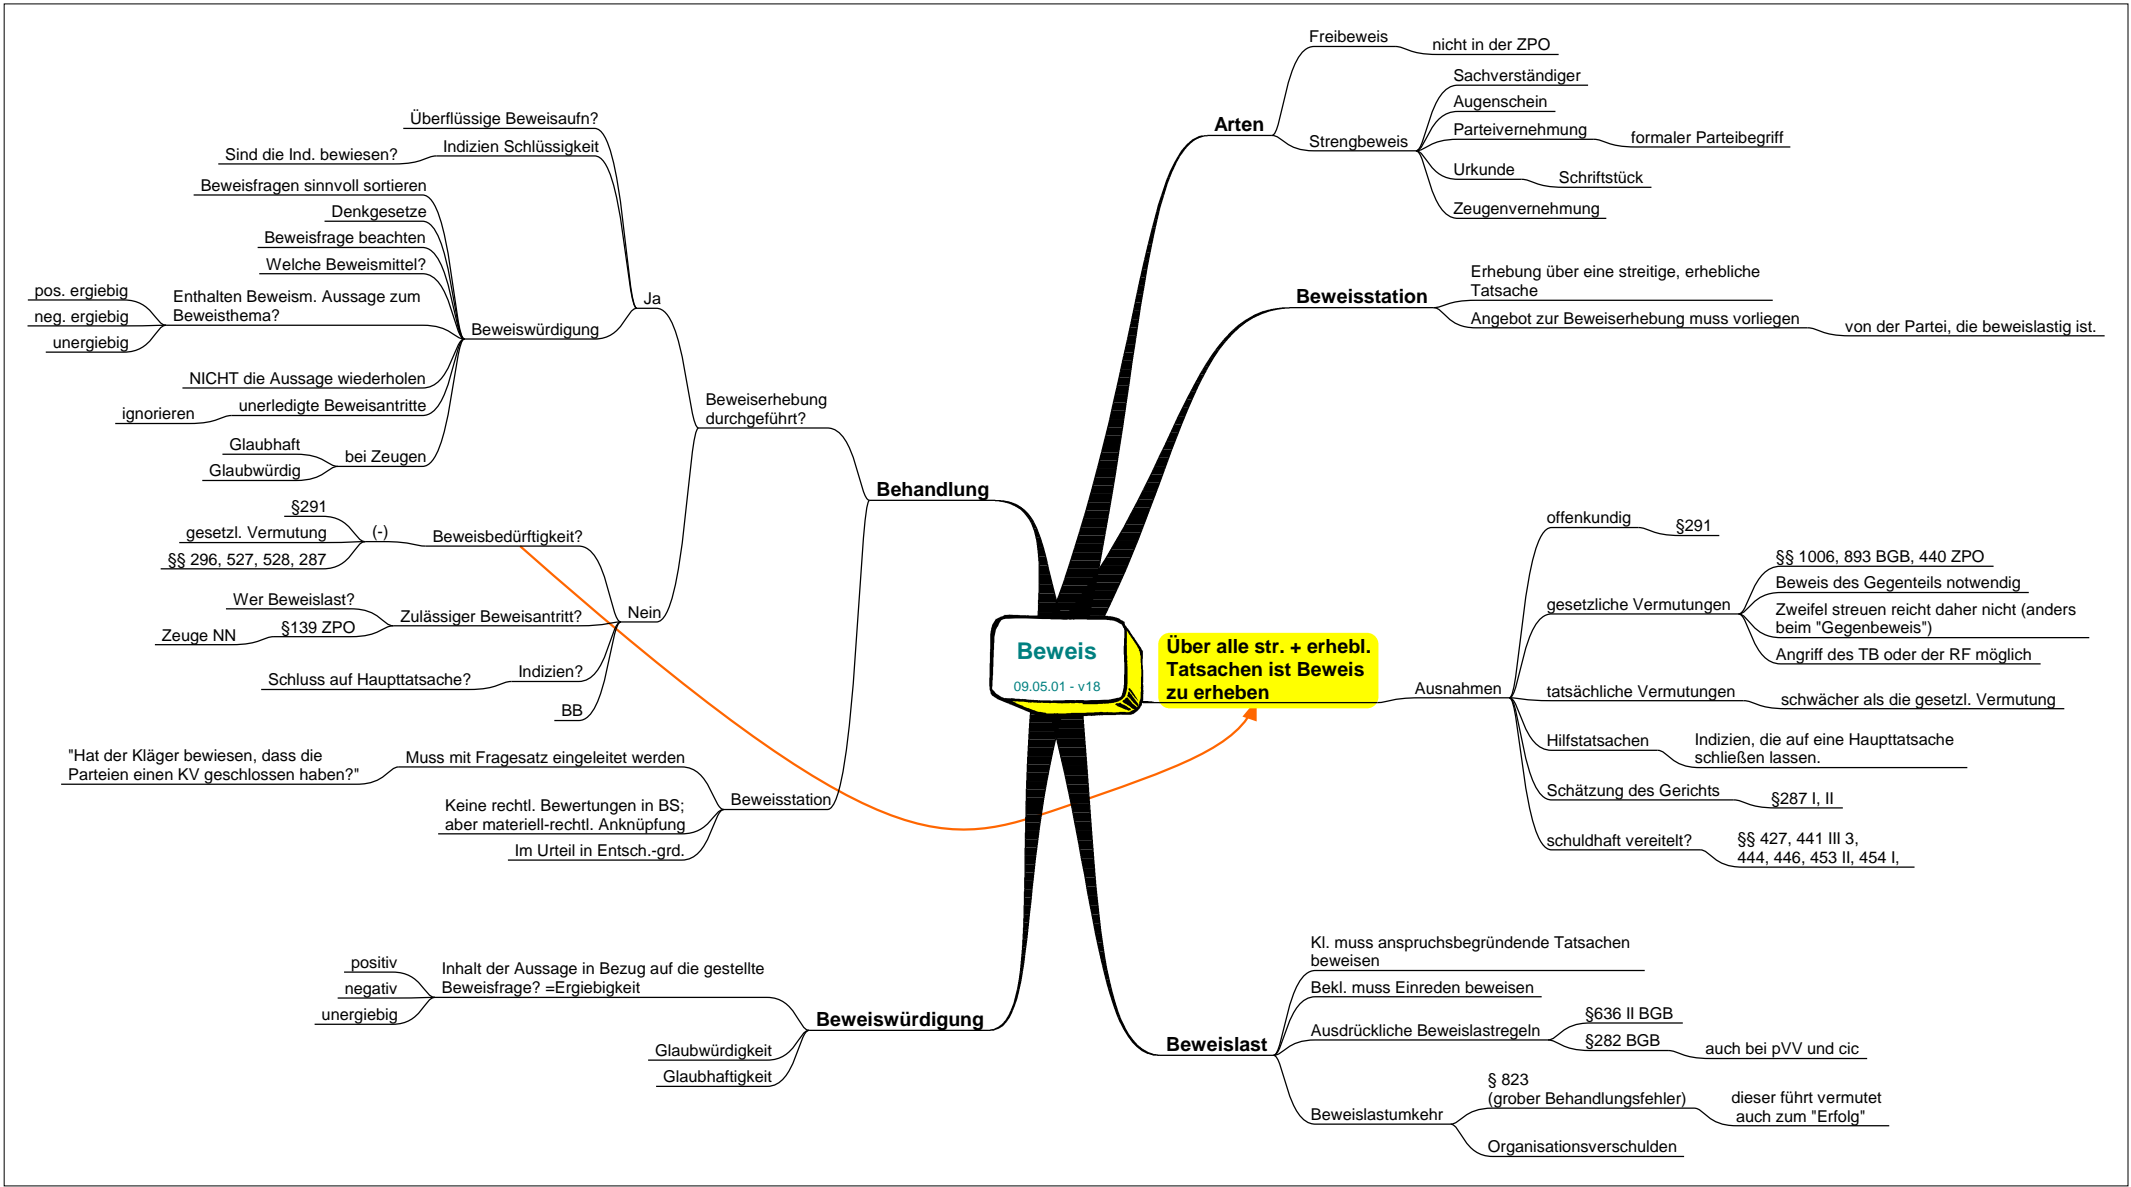 Beweis
09.05.01 - v18
Arten
Freibeweis
nicht in der ZPO
Strengbeweis
Sachverständiger
Augenschein
Parteivernehmung
formaler Parteibegriff
Urkunde
Schriftstück
Zeugenvernehmung
Beweisstation
Erhebung über eine streitige, erhebliche
Tatsache
Angebot zur Beweiserhebung muss vorliegen
von der Partei, die beweislastig ist.
Über alle str. + erhebl.
Tatsachen ist Beweis
zu erheben
Ausnahmen
offenkundig
§291
gesetzliche Vermutungen
§§ 1006, 893 BGB, 440 ZPO
Beweis des Gegenteils notwendig
Zweifel streuen reicht daher nicht (anders
beim "Gegenbeweis")
Angriff des TB oder der RF möglich
tatsächliche Vermutungen
schwächer als die gesetzl. Vermutung
Hilfstatsachen
Indizien, die auf eine Haupttatsache
schließen lassen.
Schätzung des Gerichts
§287 I, II
schuldhaft vereitelt?
§§ 427, 441 III 3,
444, 446, 453 II, 454 I,
Beweislast
Kl. muss anspruchsbegründende Tatsachen
beweisen
Bekl. muss Einreden beweisen
Ausdrückliche Beweislastregeln
§636 II BGB
§282 BGB
auch bei pVV und cic
Beweislastumkehr
§ 823
(grober Behandlungsfehler)
dieser führt vermutet
auch zum "Erfolg"
Organisationsverschulden
Behandlung
Beweiserhebung
durchgeführt?
Ja
Überflüssige Beweisaufn?
Indizien Schlüssigkeit
Sind die Ind. bewiesen?
Beweiswürdigung
Beweisfragen sinnvoll sortieren
Denkgesetze
Beweisfrage beachten
Welche Beweismittel?
Enthalten Beweism. Aussage zum
Beweisthema?
pos. ergiebig
neg. ergiebig
unergiebig
NICHT die Aussage wiederholen
unerledigte Beweisantritte
ignorieren
bei Zeugen
Glaubhaft
Glaubwürdig
Nein
Beweisbedürftigkeit?
(-)
§291
gesetzl. Vermutung
§§ 296, 527, 528, 287
Zulässiger Beweisantritt?
Wer Beweislast?
§139 ZPO
Zeuge NN
Indizien?
Schluss auf Haupttatsache?
BB
Beweisstation
Muss mit Fragesatz eingeleitet werden
"Hat der Kläger bewiesen, dass die
Parteien einen KV geschlossen haben?"
Keine rechtl. Bewertungen in BS;
aber materiell-rechtl. Anknüpfung
Im Urteil in Entsch.-grd.
Beweiswürdigung
Inhalt der Aussage in Bezug auf die gestellte
Beweisfrage? =Ergiebigkeit
positiv
negativ
unergiebig
Glaubwürdigkeit
Glaubhaftigkeit